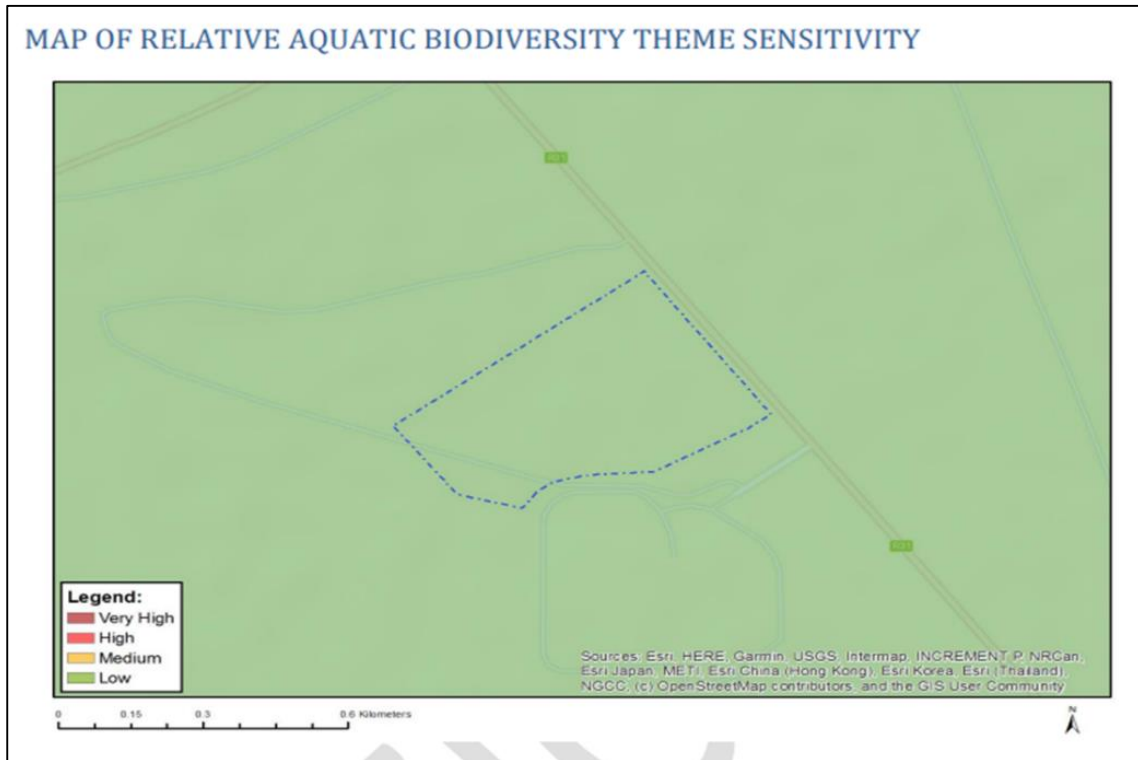 MAP OF RELATIVE AQUATIC BIODIVERSITY THEME SENSITIVITY
Legend:
Very High
High
Medium
Low
Sources: Esri, HERE, Garmin, USGS, Intermap, INCREMENT P, NRCan,
Esri Japan, METI, Esri China (Hong Kong), Esri Korea, Esri (Thailand),
NGCC, (c) OpenStreetMap contributors, and the GIS User Community
0 0.15 0.3 0.6 Kilometers
N